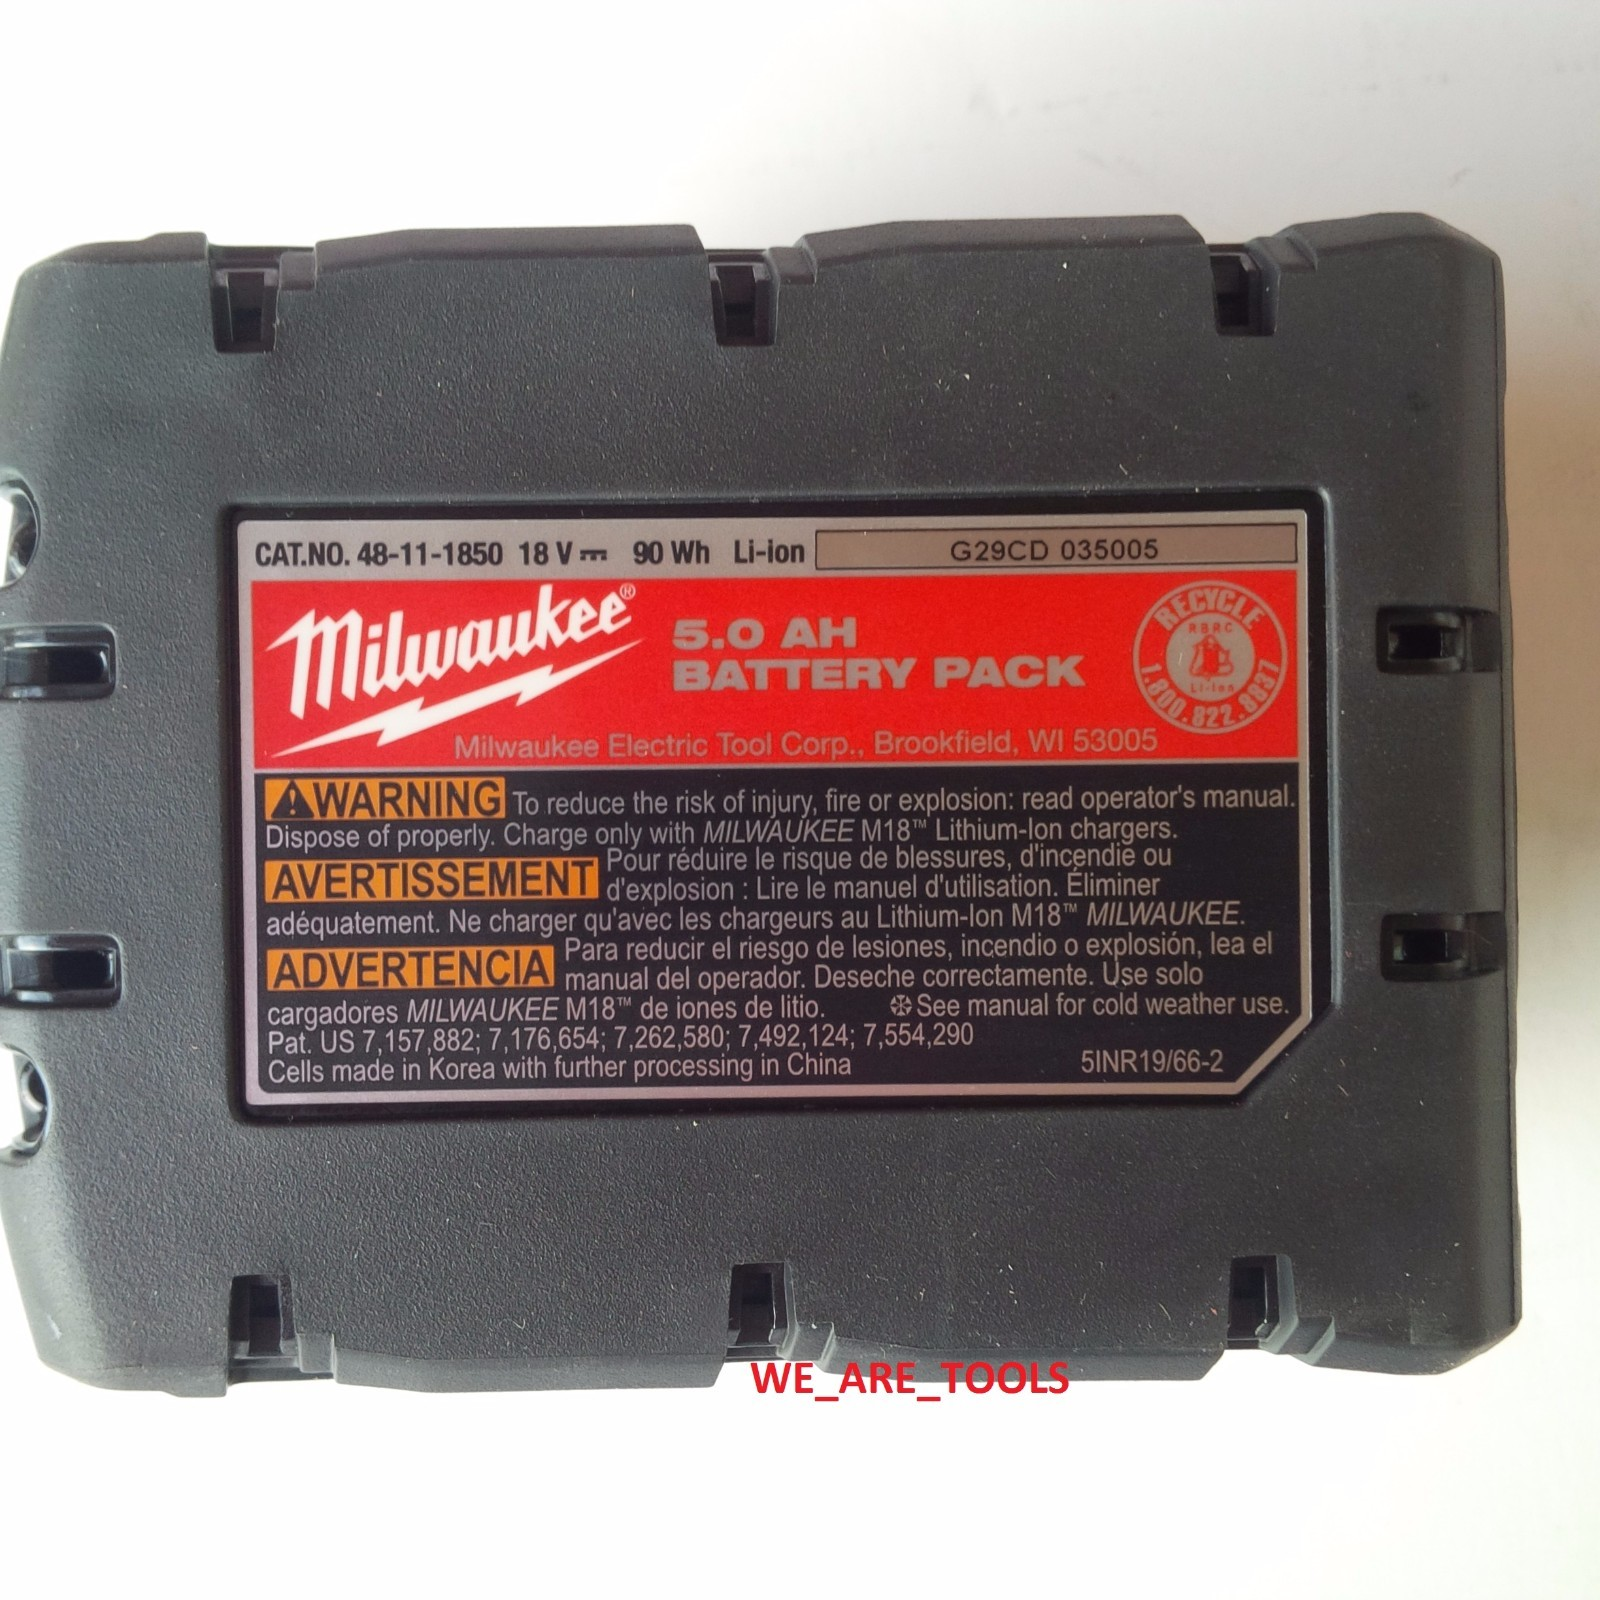 CAT.NO. 48-11-1850 18 V 90 Wh Li-ion G29CD 035005
Milwaukee®
5.0 AH
BATTERY PACK
RECYCLE
RBRC
Li-Ion
1.800.822.8837
Milwaukee Electric Tool Corp., Brookfield, WI 53005
WARNING To reduce the risk of injury, fire or explosion: read operator's manual.
Dispose of properly. Charge only with MILWAUKEE M18™ Lithium-Ion chargers.
AVERTISSEMENT Pour réduire le risque de blessures, d'incendie ou
d'explosion : Lire le manuel d'utilisation. Éliminer
adéquatement. Ne charger qu'avec les chargeurs au Lithium-Ion M18™ MILWAUKEE.
ADVERTENCIA Para reducir el riesgo de lesiones, incendio o explosión, lea el
manual del operador. Deseche correctamente. Use solo
cargadores MILWAUKEE M18™ de iones de litio. See manual for cold weather use.
Pat. US 7,157,882; 7,176,654; 7,262,580; 7,492,124; 7,554,290
Cells made in Korea with further processing in China 5INR19/66-2
WE_ARE_TOOLS